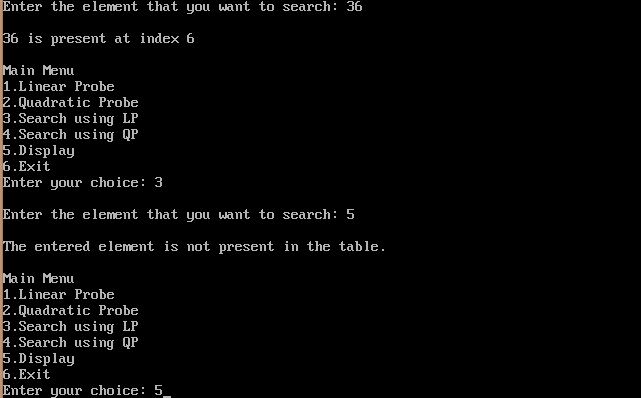 Enter the element that you want to search: 36
36 is present at index 6
Main Menu
1.Linear Probe
2.Quadratic Probe
3.Search using LP
4.Search using QP
5.Display
6.Exit
Enter your choice: 3
Enter the element that you want to search: 5
The entered element is not present in the table.
Main Menu
1.Linear Probe
2.Quadratic Probe
3.Search using LP
4.Search using QP
5.Display
6.Exit
Enter your choice: 5_